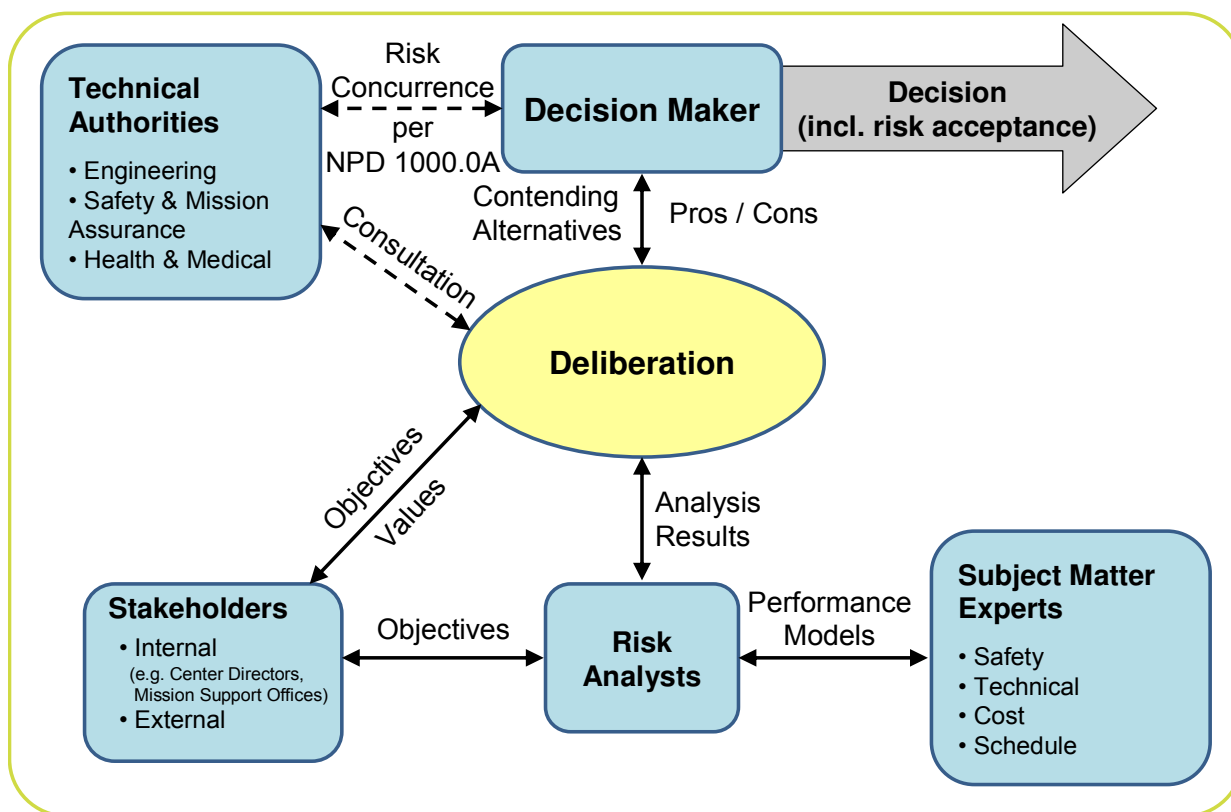 Technical
Authorities
• Engineering
• Safety & Mission
Assurance
• Health & Medical
Risk
Concurrence
per
NPD 1000.0A
Decision Maker
Decision
(incl. risk acceptance)
Contending
Alternatives
Pros / Cons
Consultation
Deliberation
Objectives
Values
Analysis
Results
Stakeholders
• Internal
(e.g. Center Directors,
Mission Support Offices)
• External
Objectives
Risk
Analysts
Performance
Models
Subject Matter
Experts
• Safety
• Technical
• Cost
• Schedule